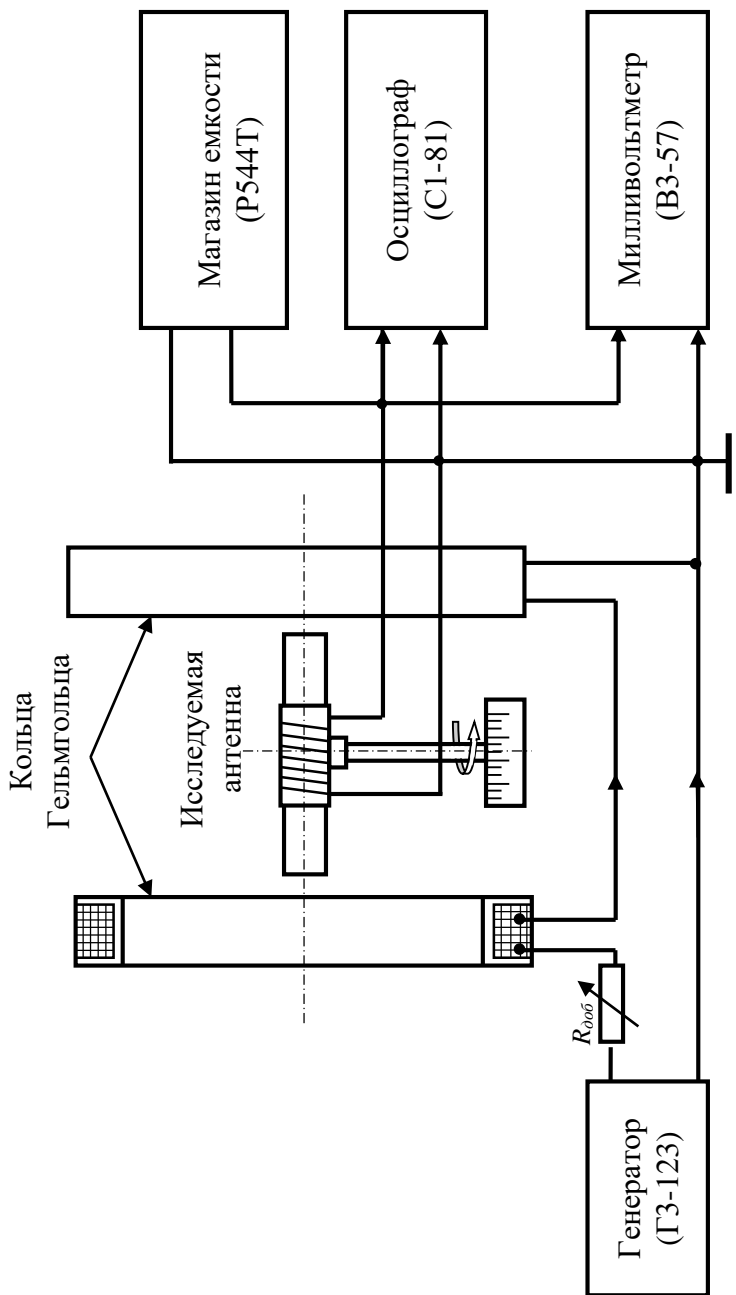 Магазин емкости
(Р544Т)
Осциллограф
(С1-81)
Милливольтметр
(В3-57)
Кольца
Гельмгольца
Исследуемая
антенна
Rдоб
Генератор
(Г3-123)